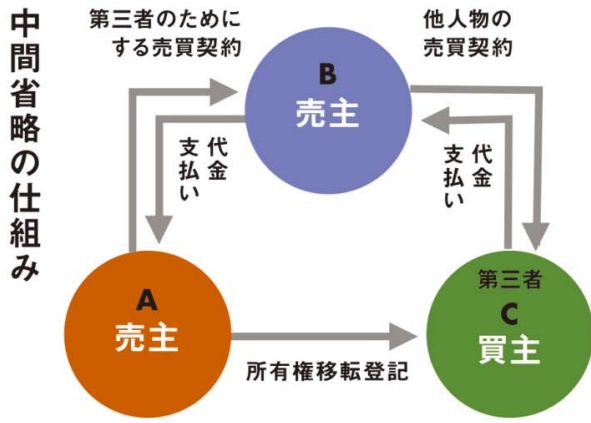 中間省略の仕組み
第三者のために
する売買契約
他人物の
売買契約
B
売主
代金
支払い
代金
支払い
A
売主
第三者
C
買主
所有権移転登記